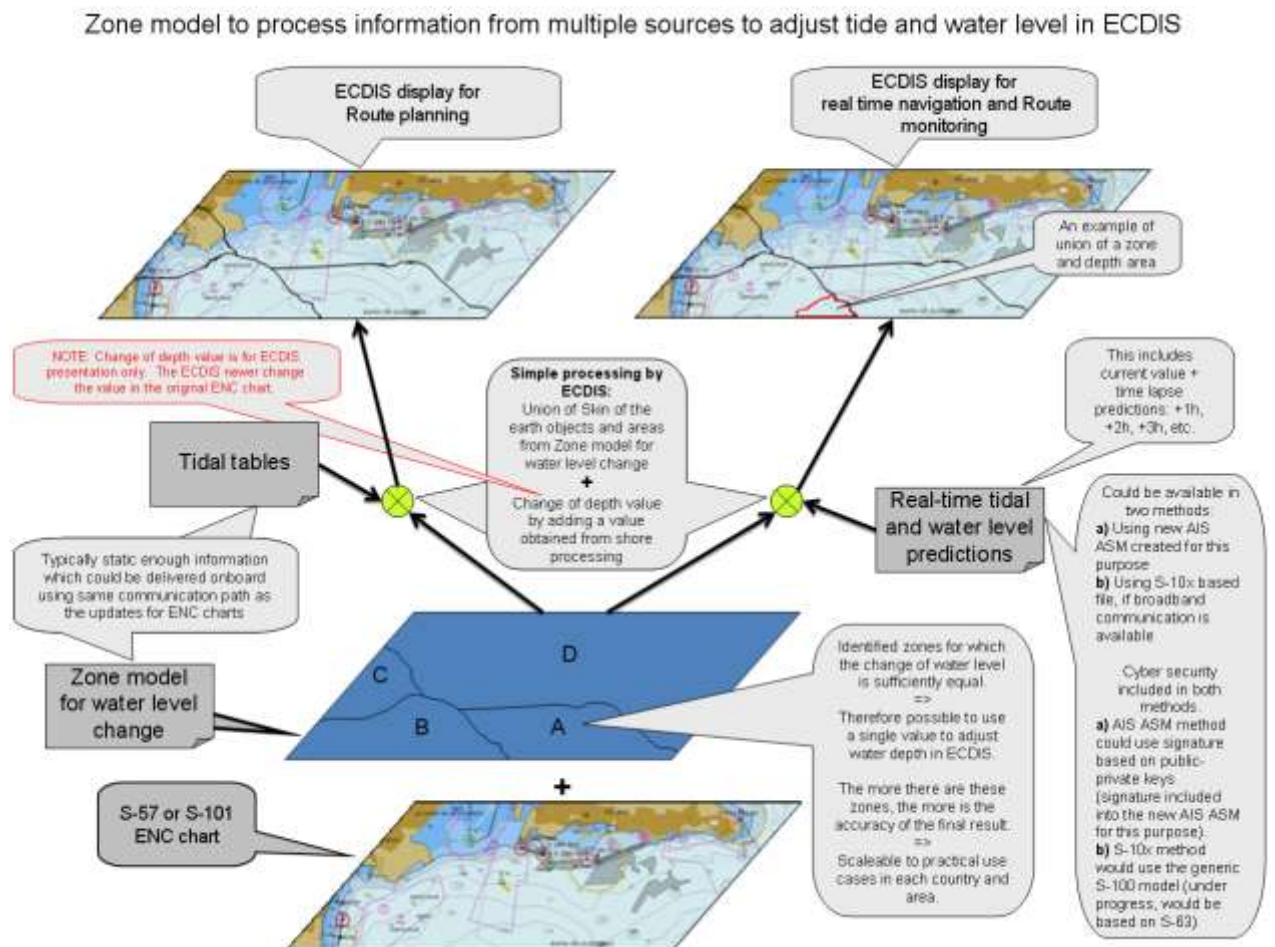 Zone model to process information from multiple sources to adjust tide and water level in ECDIS
ECDIS display for
Route planning
ECDIS display for
real time navigation and Route
monitoring
An example of
union of a zone
and depth area
NOTE: Change of depth value is for ECDIS
presentation only. The ECDIS newer change
the value in the original ENC chart.
Simple processing by
ECDIS:
Union of Skin of the
earth objects and areas
from Zone model for
water level change
+
Change of depth value
by adding a value
obtained from shore
processing
This includes
current value +
time lapse
predictions: +1h,
+2h, +3h, etc.
Tidal tables
Real-time tidal
and water level
predictions
Typically static enough information
which could be delivered onboard
using same communication path as
the updates for ENC charts
Could be available in
two methods:
a) Using new AIS
ASM created for this
purpose
b) Using S-10x based
file, if broadband
communication is
available
Cyber security
included in both
methods.
a) AIS ASM method
could use signature
based on public-
private keys
(signature included
into the new AIS ASM
for this purpose).
b) S-10x method
would use the generic
S-100 model (under
progress, would be
based on S-63)
Zone model
for water level
change
C
D
B
A
Identified zones for which
the change of water level
is sufficiently equal.
=>
Therefore possible to use
a single value to adjust
water depth in ECDIS.
The more there are these
zones, the more is the
accuracy of the final result.
=>
Scaleable to practical use
cases in each country and
area.
+
S-57 or S-101
ENC chart